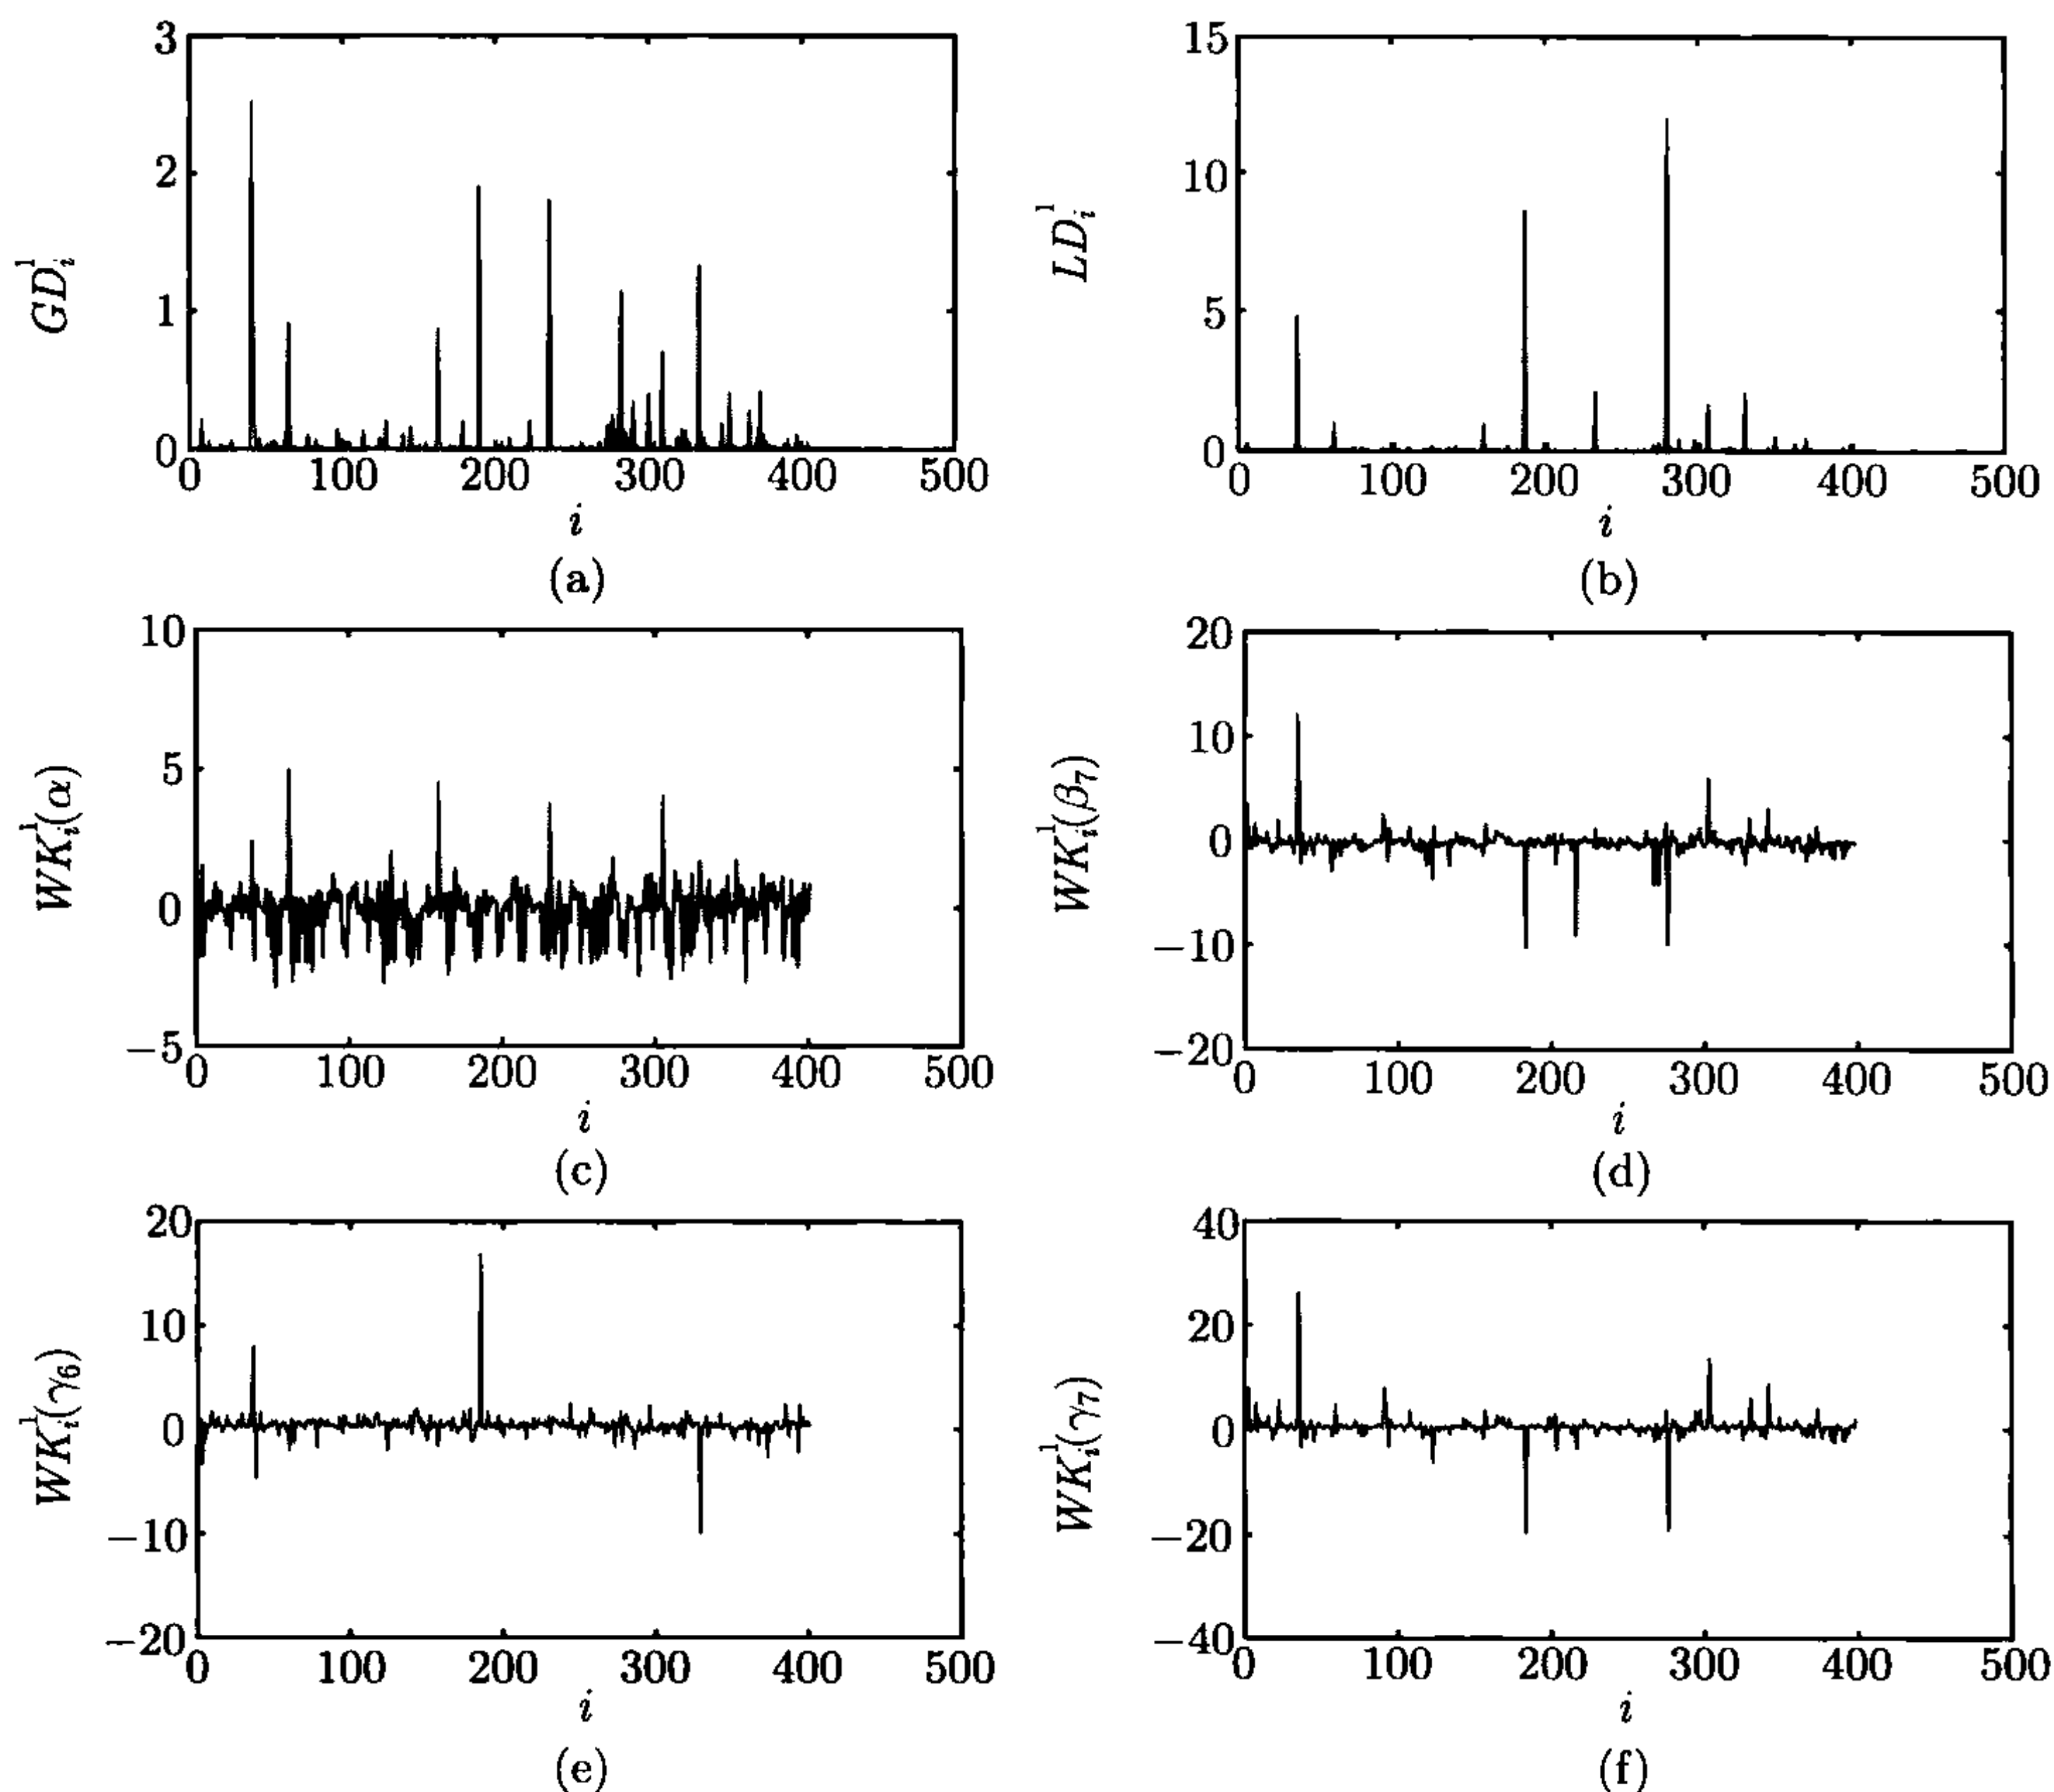 3
2
1
0
GD_i^1
0 100 200 300 400 500
i
(a)
15
10
5
0
LD_i^1
0 100 200 300 400 500
i
(b)
10
5
0
−5
WK_i^1(α)
0 100 200 300 400 500
i
(c)
20
10
0
−10
−20
WK_i^1(β_7)
0 100 200 300 400 500
i
(d)
20
10
0
−10
−20
WK_i^1(γ_6)
0 100 200 300 400 500
i
(e)
40
20
0
−20
−40
WK_i^1(γ_7)
0 100 200 300 400 500
i
(f)